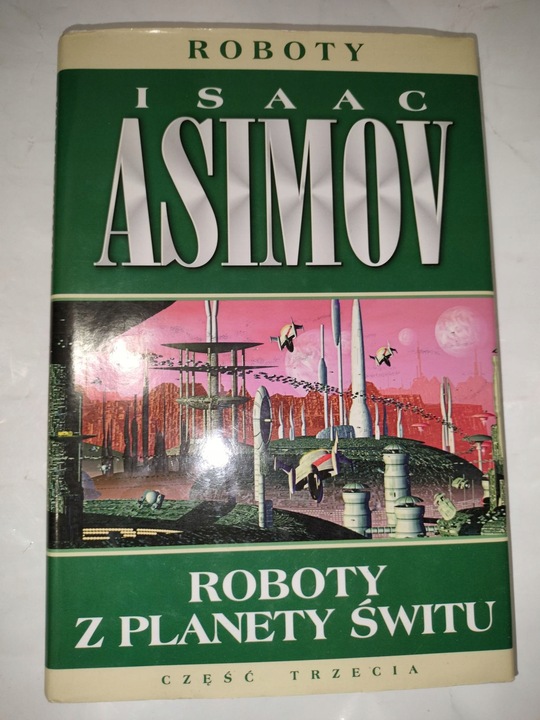 ROBOTY
ISAAC
ASIMOV
ROBOTY
Z PLANETY ŚWITU
CZĘŚĆ TRZECIA